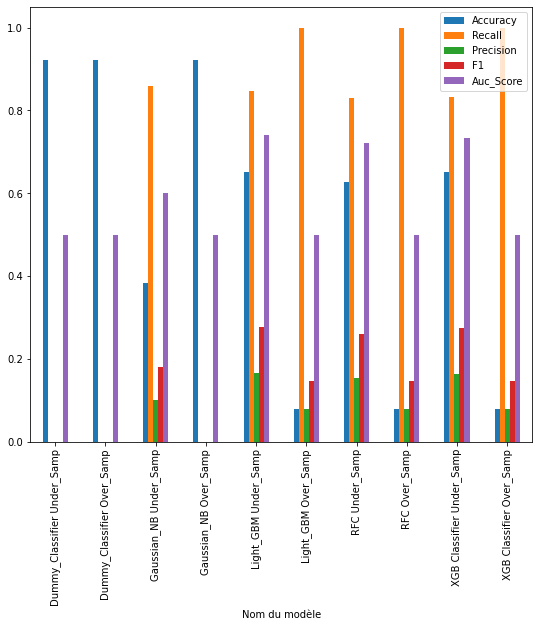 1.0
0.8
0.6
0.4
0.2
0.0
Accuracy
Recall
Precision
F1
Auc_Score
Dummy_Classifier Under_Samp
Dummy_Classifier Over_Samp
Gaussian_NB Under_Samp
Gaussian_NB Over_Samp
Light_GBM Under_Samp
Light_GBM Over_Samp
RFC Under_Samp
RFC Over_Samp
XGB Classifier Under_Samp
XGB Classifier Over_Samp
Nom du modèle